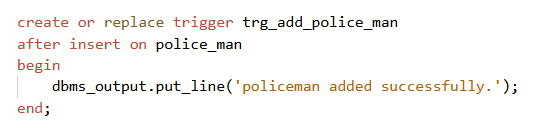 create or replace trigger trg_add_police_man
after insert on police_man
begin
    dbms_output.put_line('policeman added successfully.');
end;